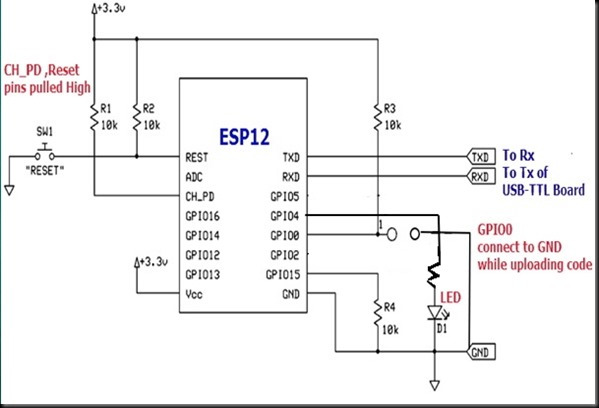 +3.3v
CH_PD ,Reset
pins pulled High
R1
10k
R2
10k
R3
10k
SW1
"RESET"
ESP12
REST
ADC
CH_PD
GPIO16
GPIO14
GPIO12
GPIO13
Vcc
TXD
RXD
GPIO5
GPIO4
GPIO0
GPIO2
GPIO15
GND
+3.3v
TXD
To Rx
RXD
To Tx of
USB-TTL Board
1
GPIO0
connect to GND
while uploading code
LED
D1
R4
10k
GND